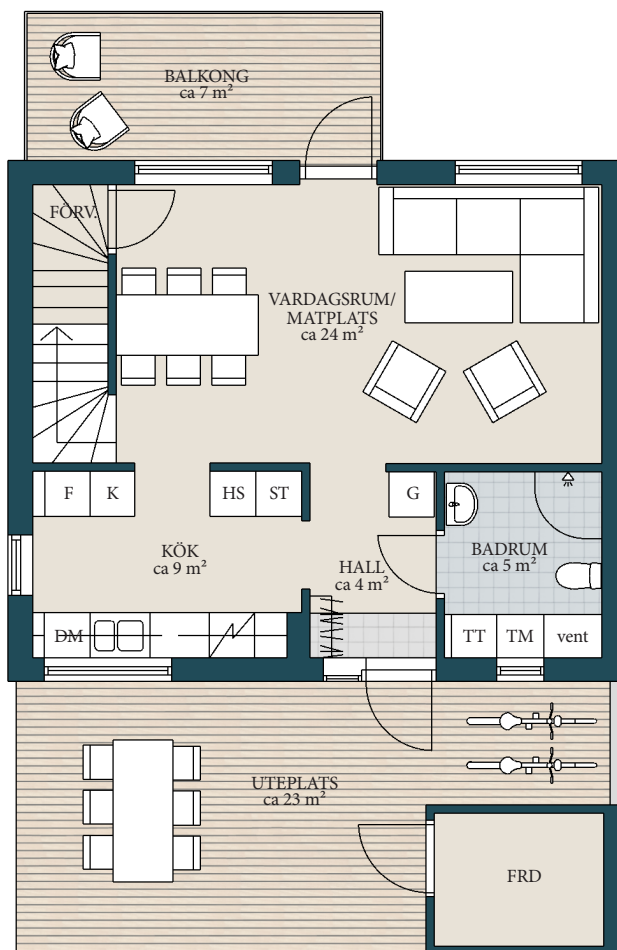 BALKONG
ca 7 m²
FÖRV.
VARDAGSRUM/
MATPLATS
ca 24 m²
F K HS ST G
KÖK
ca 9 m²
HALL
ca 4 m²
BADRUM
ca 5 m²
DM TT TM vent
UTEPLATS
ca 23 m²
FRD